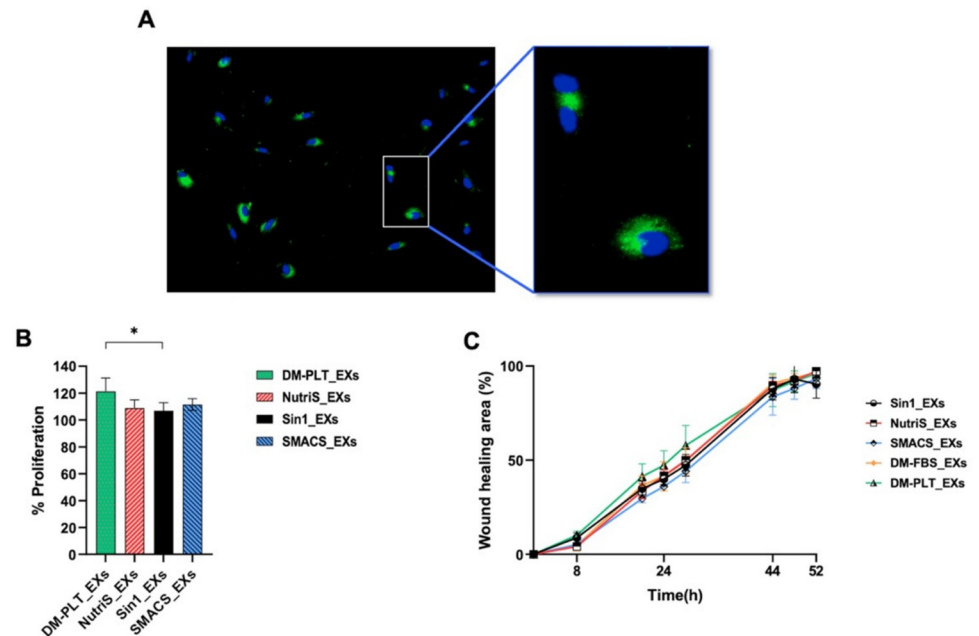 A
B
*
% Proliferation
140
120
100
80
60
40
20
0
DM-PLT_EXs
NutriS_EXs
Sin1_EXs
SMACS_EXs
DM-PLT_EXs
NutriS_EXs
Sin1_EXs
SMACS_EXs
C
Wound healing area (%)
100
50
0
8
24
44
52
Time(h)
Sin1_EXs
NutriS_EXs
SMACS_EXs
DM-FBS_EXs
DM-PLT_EXs